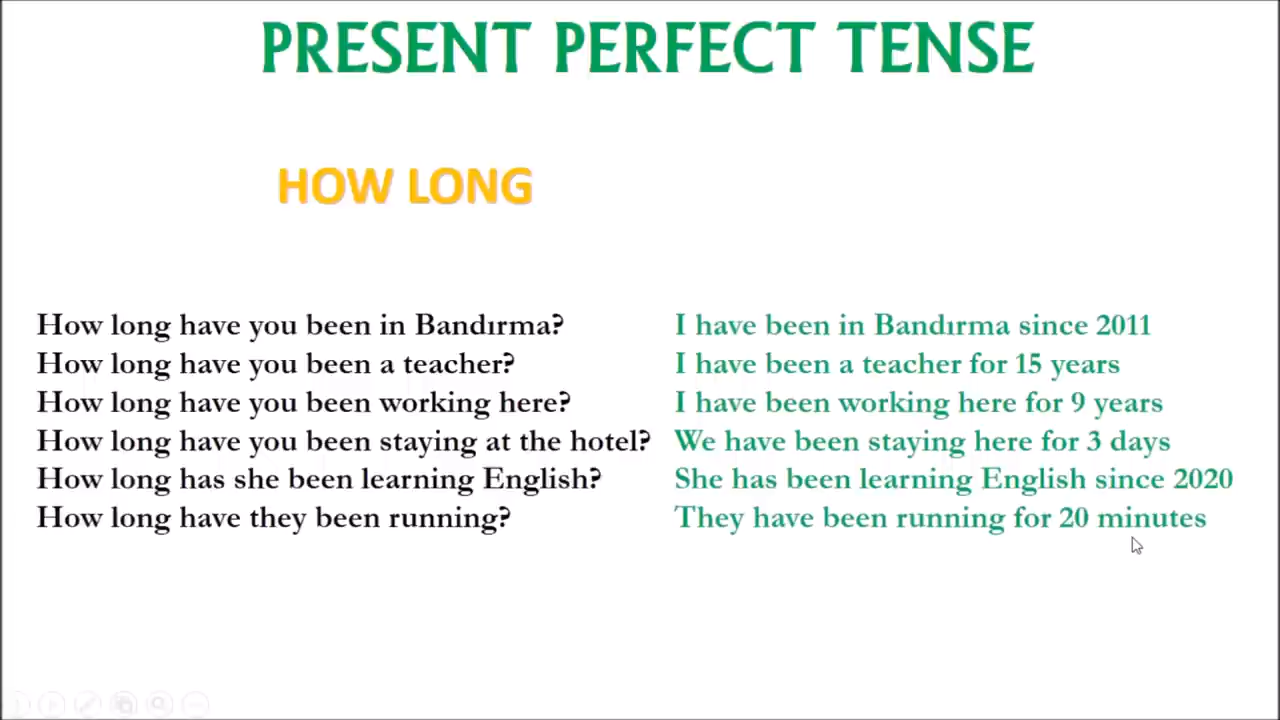 PRESENT PERFECT TENSE
HOW LONG
How long have you been in Bandırma? I have been in Bandırma since 2011
How long have you been a teacher? I have been a teacher for 15 years
How long have you been working here? I have been working here for 9 years
How long have you been staying at the hotel? We have been staying here for 3 days
How long has she been learning English? She has been learning English since 2020
How long have they been running? They have been running for 20 minutes